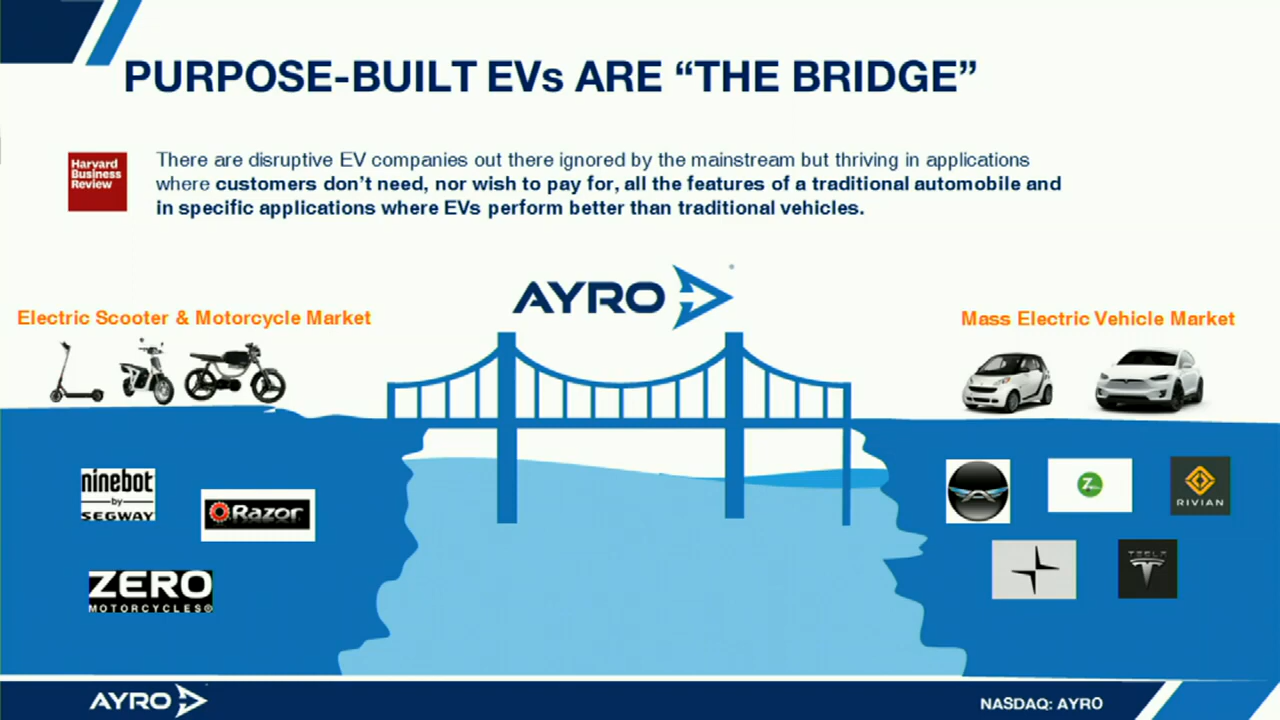 PURPOSE-BUILT EVs ARE “THE BRIDGE”
Harvard
Business
Review
There are disruptive EV companies out there ignored by the mainstream but thriving in applications
where customers don’t need, nor wish to pay for, all the features of a traditional automobile and
in specific applications where EVs perform better than traditional vehicles.
AYRO
Electric Scooter & Motorcycle Market
Mass Electric Vehicle Market
ninebot
by
SEGWAY
Razor
ZERO
MOTORCYCLES®
RIVIAN
TESLA
AYRO
NASDAQ: AYRO